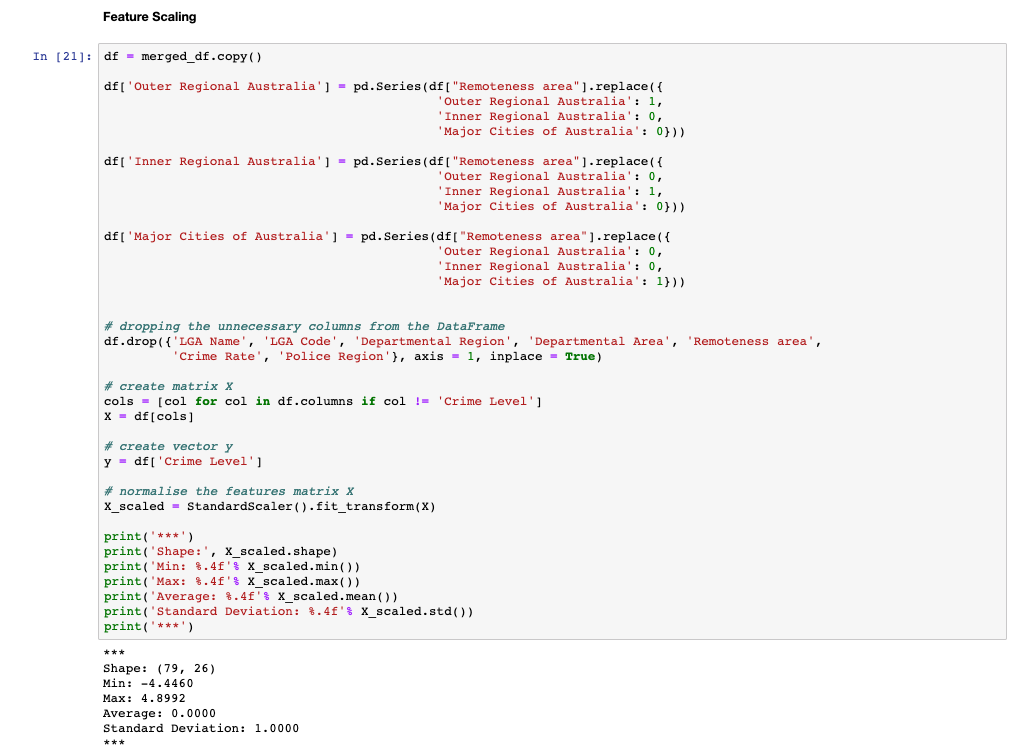 Feature Scaling
In [21]: df = merged_df.copy()
df['Outer Regional Australia'] = pd.Series(df["Remoteness area"].replace({
'Outer Regional Australia': 1,
'Inner Regional Australia': 0,
'Major Cities of Australia': 0}))
df['Inner Regional Australia'] = pd.Series(df["Remoteness area"].replace({
'Outer Regional Australia': 0,
'Inner Regional Australia': 1,
'Major Cities of Australia': 0}))
df['Major Cities of Australia'] = pd.Series(df["Remoteness area"].replace({
'Outer Regional Australia': 0,
'Inner Regional Australia': 0,
'Major Cities of Australia': 1}))
# dropping the unnecessary columns from the DataFrame
df.drop({'LGA Name', 'LGA Code', 'Departmental Region', 'Departmental Area', 'Remoteness area',
'Crime Rate', 'Police Region'}, axis = 1, inplace = True)
# create matrix X
cols = [col for col in df.columns if col != 'Crime Level']
X = df[cols]
# create vector y
y = df['Crime Level']
# normalise the features matrix X
X_scaled = StandardScaler().fit_transform(X)
print('***')
print('Shape:', X_scaled.shape)
print('Min: %.4f'% X_scaled.min())
print('Max: %.4f'% X_scaled.max())
print('Average: %.4f'% X_scaled.mean())
print('Standard Deviation: %.4f'% X_scaled.std())
print('***')
***
Shape: (79, 26)
Min: -4.4460
Max: 4.8992
Average: 0.0000
Standard Deviation: 1.0000
***